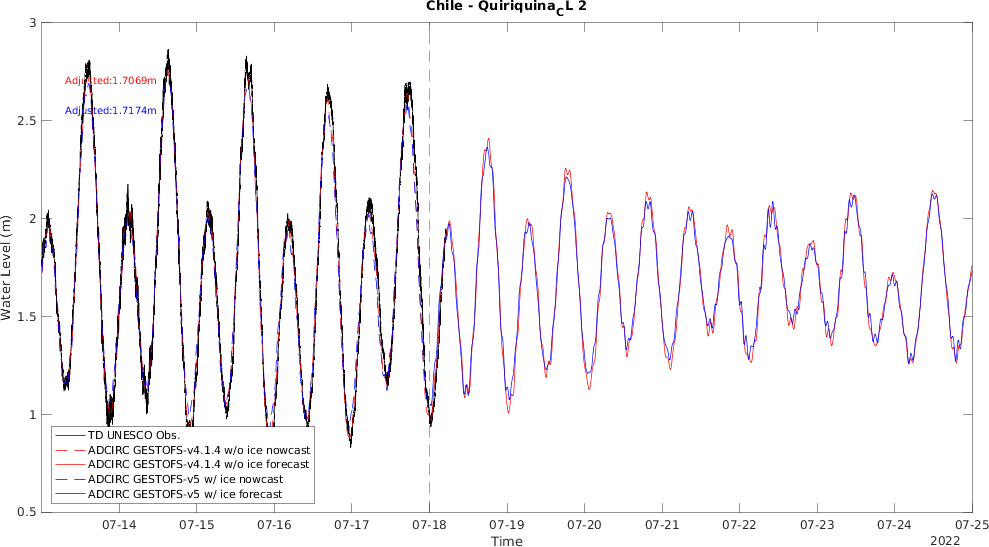 Chile - Quiriquina_CL 2
3
2.5
2
1.5
1
0.5
Water Level (m)
Adjusted:1.7069m
Adjusted:1.7174m
TD UNESCO Obs.
ADCIRC GESTOFS-v4.1.4 w/o ice nowcast
ADCIRC GESTOFS-v4.1.4 w/o ice forecast
ADCIRC GESTOFS-v5 w/ ice nowcast
ADCIRC GESTOFS-v5 w/ ice forecast
07-14 07-15 07-16 07-17 07-18 07-19 07-20 07-21 07-22 07-23 07-24 07-25
Time
2022